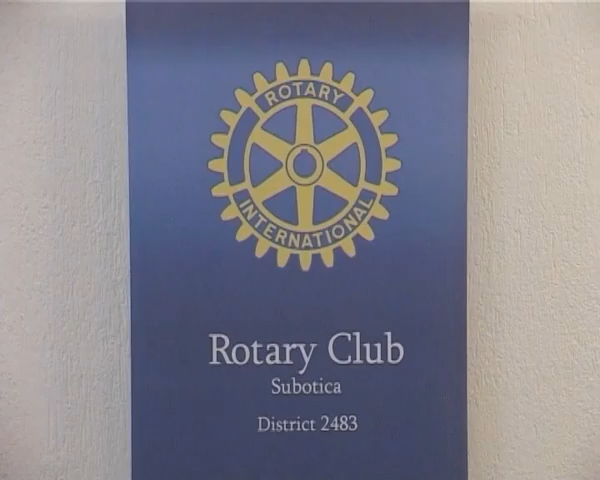 ROTARY
INTERNATIONAL
Rotary Club
Subotica
District 2483